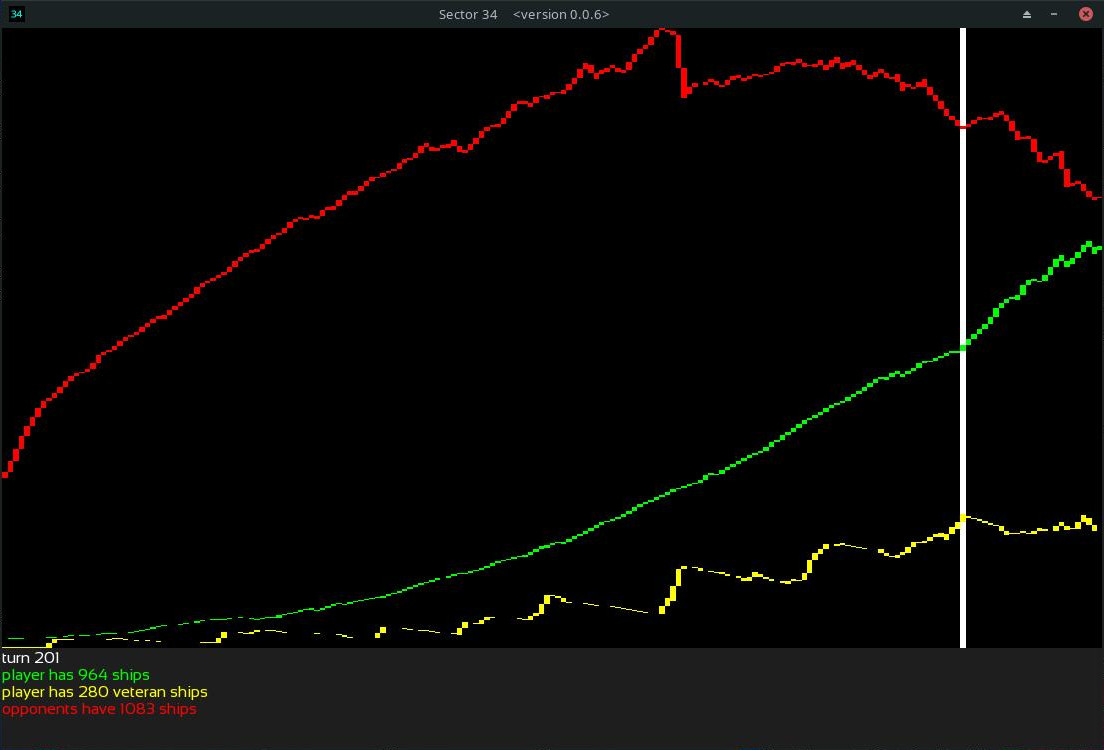 34
Sector 34 <version 0.0.6>
turn 201
player has 964 ships
player has 280 veteran ships
opponents have 1083 ships